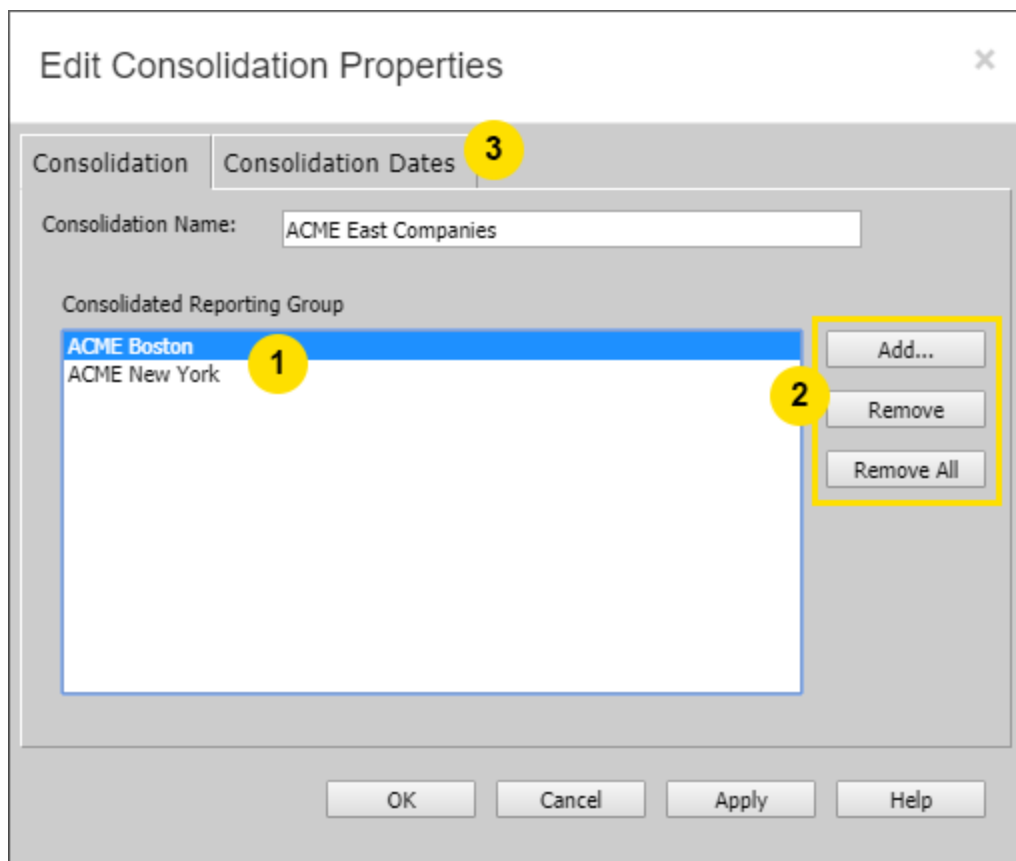 Edit Consolidation Properties ×
Consolidation Consolidation Dates 3
Consolidation Name: ACME East Companies
Consolidated Reporting Group
ACME Boston
ACME New York
1
2
Add...
Remove
Remove All
OK Cancel Apply Help